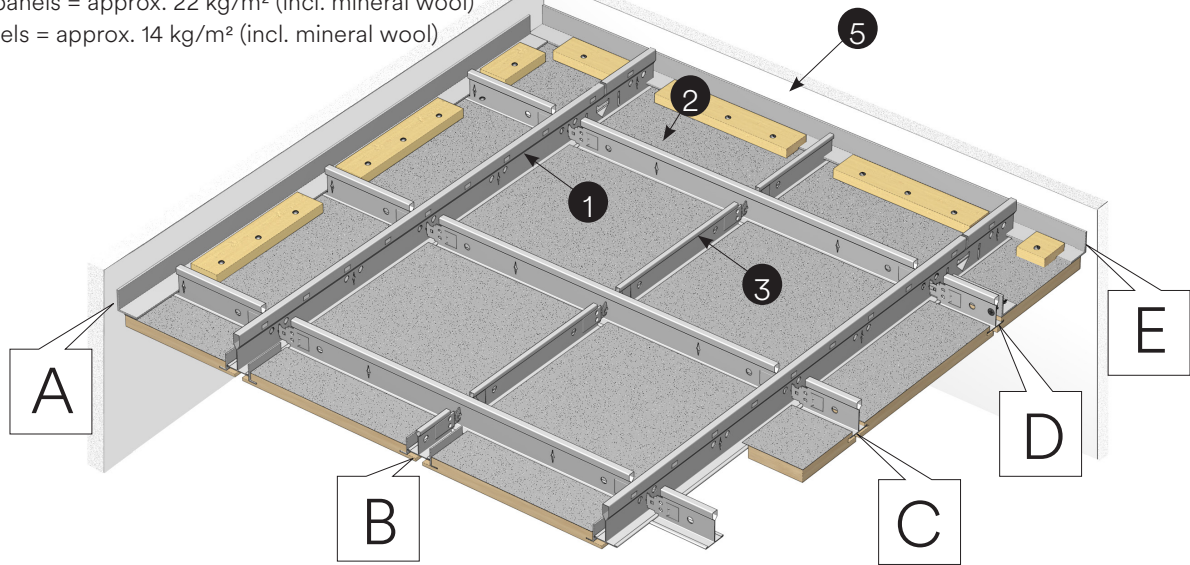 panels = approx. 22 kg/m² (incl. mineral wool)
els = approx. 14 kg/m² (incl. mineral wool)
5
2
1
3
E
A
D
B
C